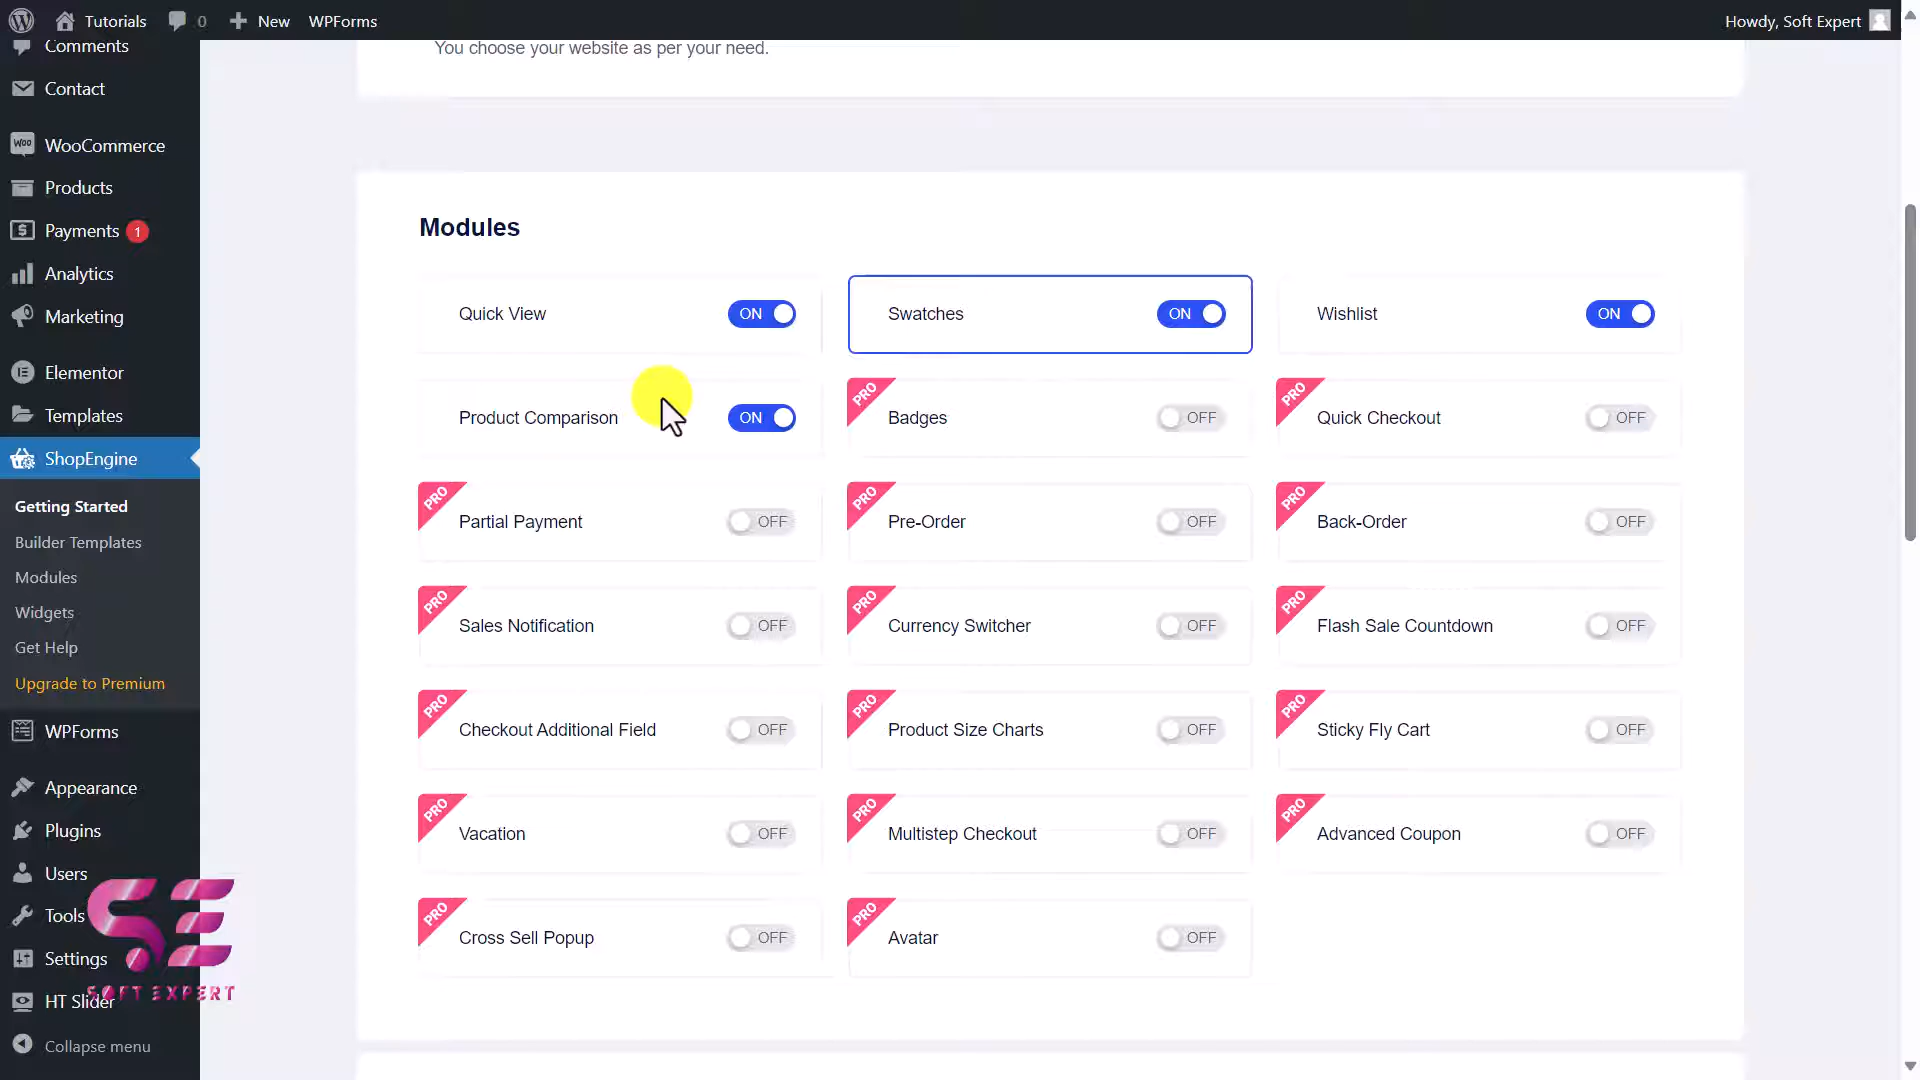 Tutorials
0
New
WPForms
Howdy, Soft Expert
Comments
Contact
WooCommerce
Products
Payments 1
Analytics
Marketing
Elementor
Templates
ShopEngine
Getting Started
Builder Templates
Modules
Widgets
Get Help
Upgrade to Premium
WPForms
Appearance
Plugins
Users
Tools
Settings
HT Slider
Collapse menu
SE
SOFT EXPERT
You choose your website as per your need.
Modules
Quick View ON
Swatches ON
Wishlist ON
Product Comparison ON
PRO Badges OFF
PRO Quick Checkout OFF
PRO Partial Payment OFF
PRO Pre-Order OFF
PRO Back-Order OFF
PRO Sales Notification OFF
PRO Currency Switcher OFF
PRO Flash Sale Countdown OFF
PRO Checkout Additional Field OFF
PRO Product Size Charts OFF
PRO Sticky Fly Cart OFF
PRO Vacation OFF
PRO Multistep Checkout OFF
PRO Advanced Coupon OFF
PRO Cross Sell Popup OFF
PRO Avatar OFF